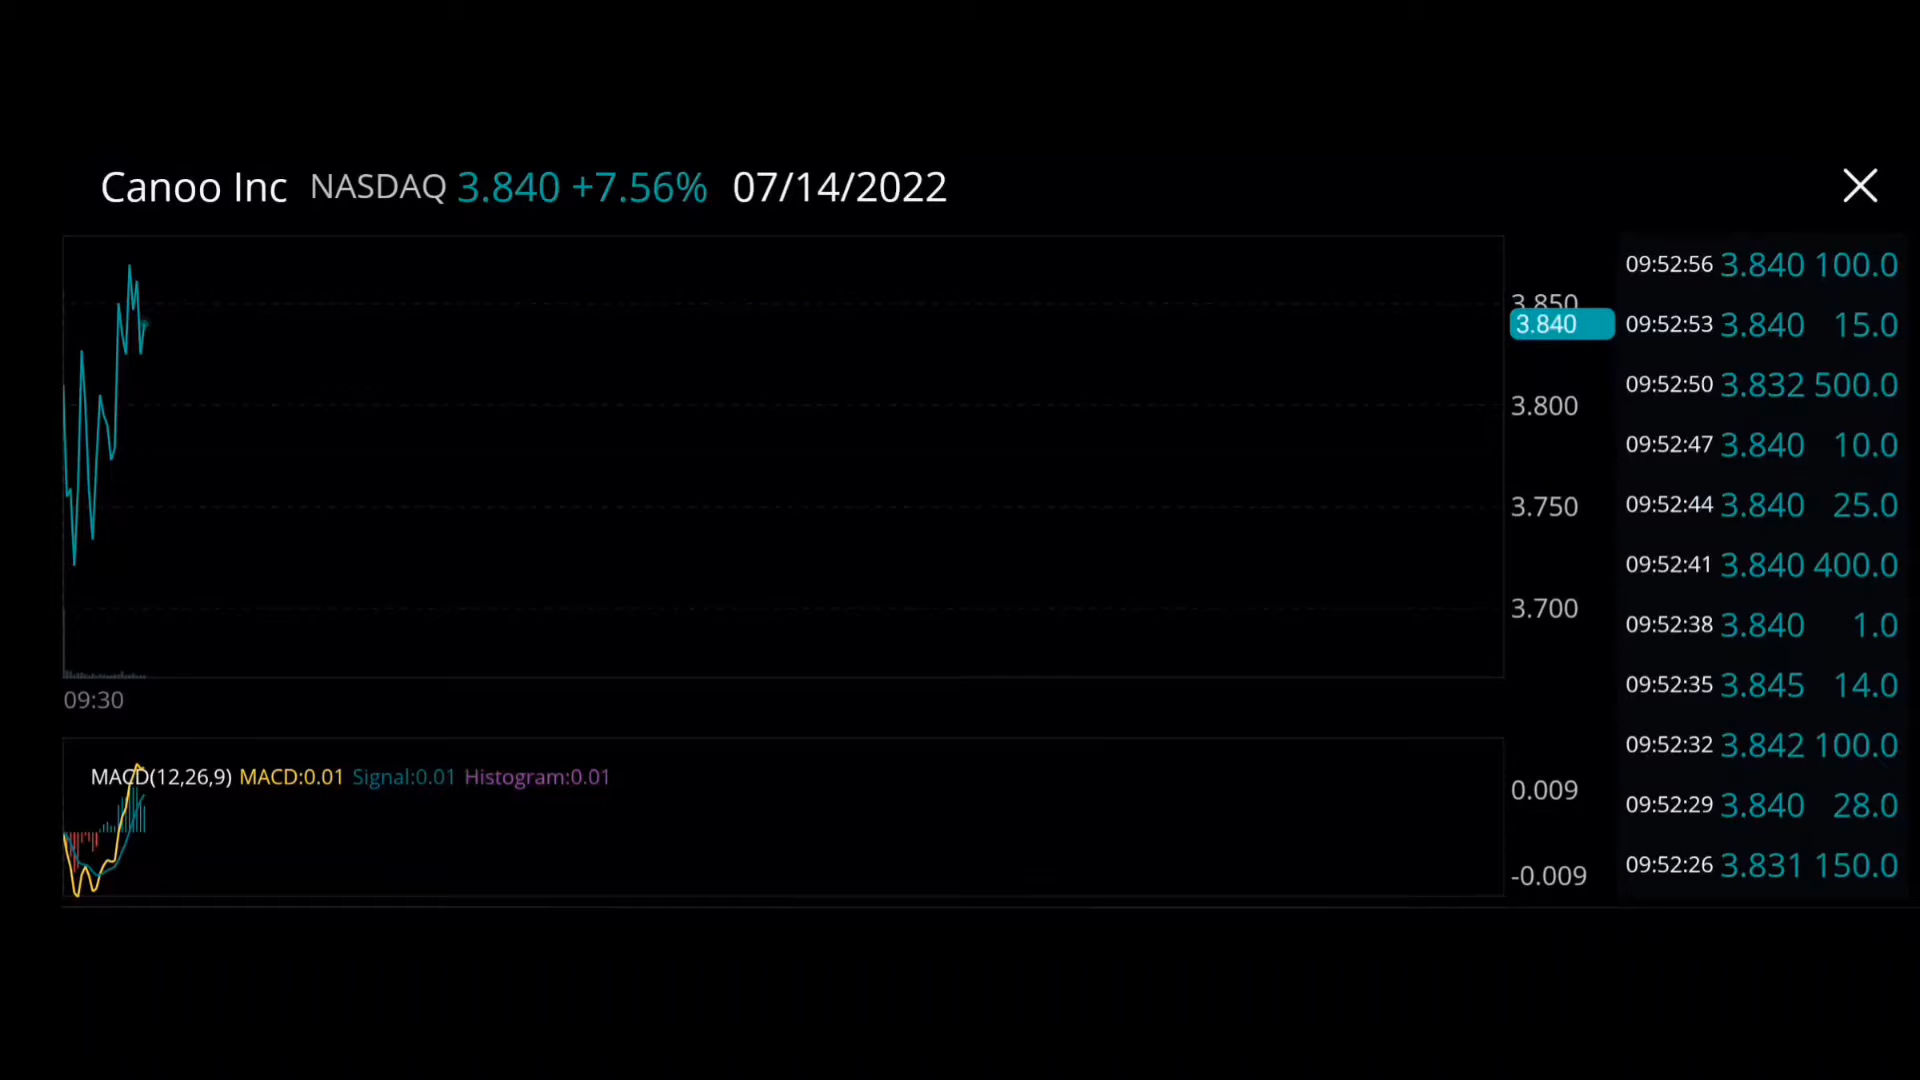 Canoo Inc NASDAQ 3.840 +7.56% 07/14/2022
3.850
3.840
3.800
3.750
3.700
09:30
MACD(12,26,9) MACD:0.01 Signal:0.01 Histogram:0.01
0.009
-0.009
09:52:56 3.840 100.0
09:52:53 3.840 15.0
09:52:50 3.832 500.0
09:52:47 3.840 10.0
09:52:44 3.840 25.0
09:52:41 3.840 400.0
09:52:38 3.840 1.0
09:52:35 3.845 14.0
09:52:32 3.842 100.0
09:52:29 3.840 28.0
09:52:26 3.831 150.0